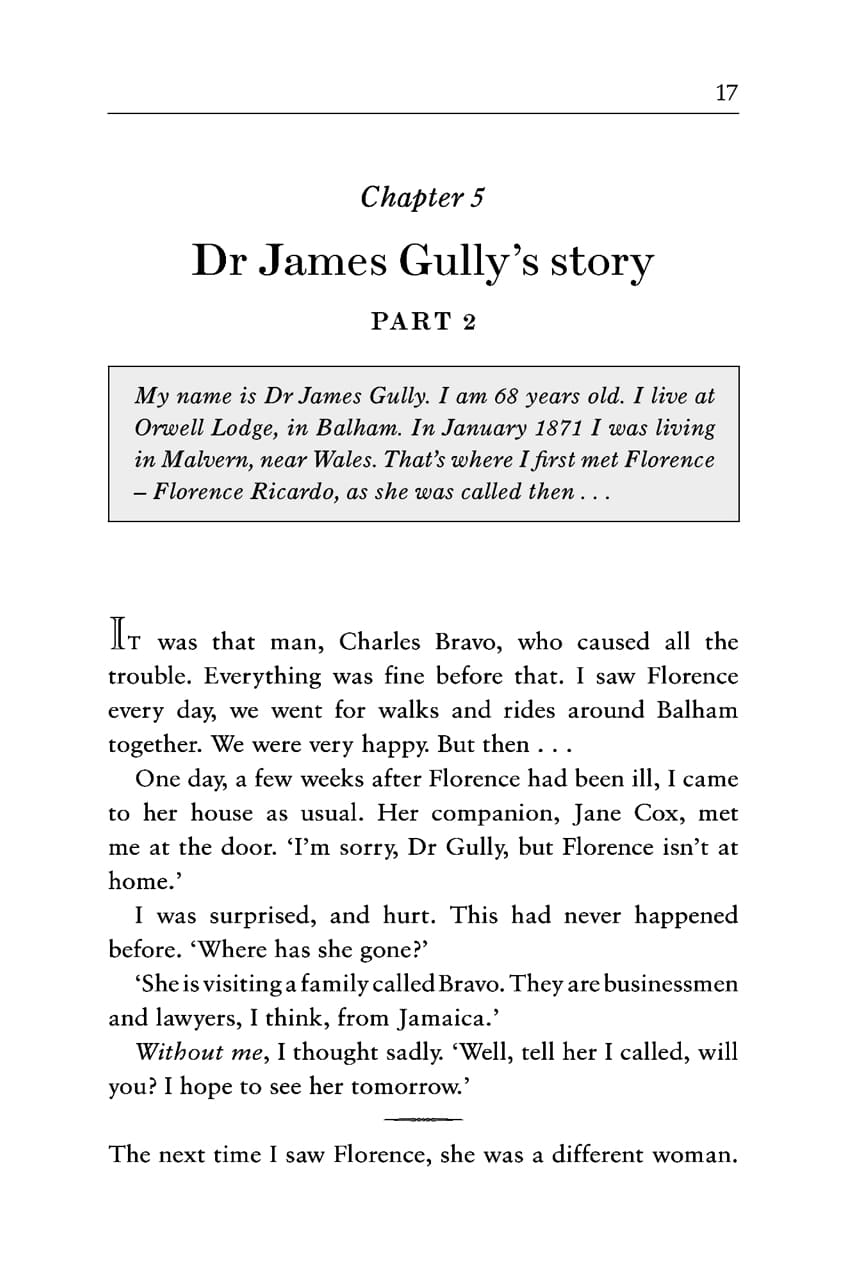 17
Chapter 5
Dr James Gully’s story
PART 2
My name is Dr James Gully. I am 68 years old. I live at
Orwell Lodge, in Balham. In January 1871 I was living
in Malvern, near Wales. That’s where I first met Florence
– Florence Ricardo, as she was called then . . .
IT was that man, Charles Bravo, who caused all the
trouble. Everything was fine before that. I saw Florence
every day, we went for walks and rides around Balham
together. We were very happy. But then . . .
One day, a few weeks after Florence had been ill, I came
to her house as usual. Her companion, Jane Cox, met
me at the door. ‘I’m sorry, Dr Gully, but Florence isn’t at
home.’
I was surprised, and hurt. This had never happened
before. ‘Where has she gone?’
‘She is visiting a family called Bravo. They are businessmen
and lawyers, I think, from Jamaica.’
Without me, I thought sadly. ‘Well, tell her I called, will
you? I hope to see her tomorrow.’
The next time I saw Florence, she was a different woman.